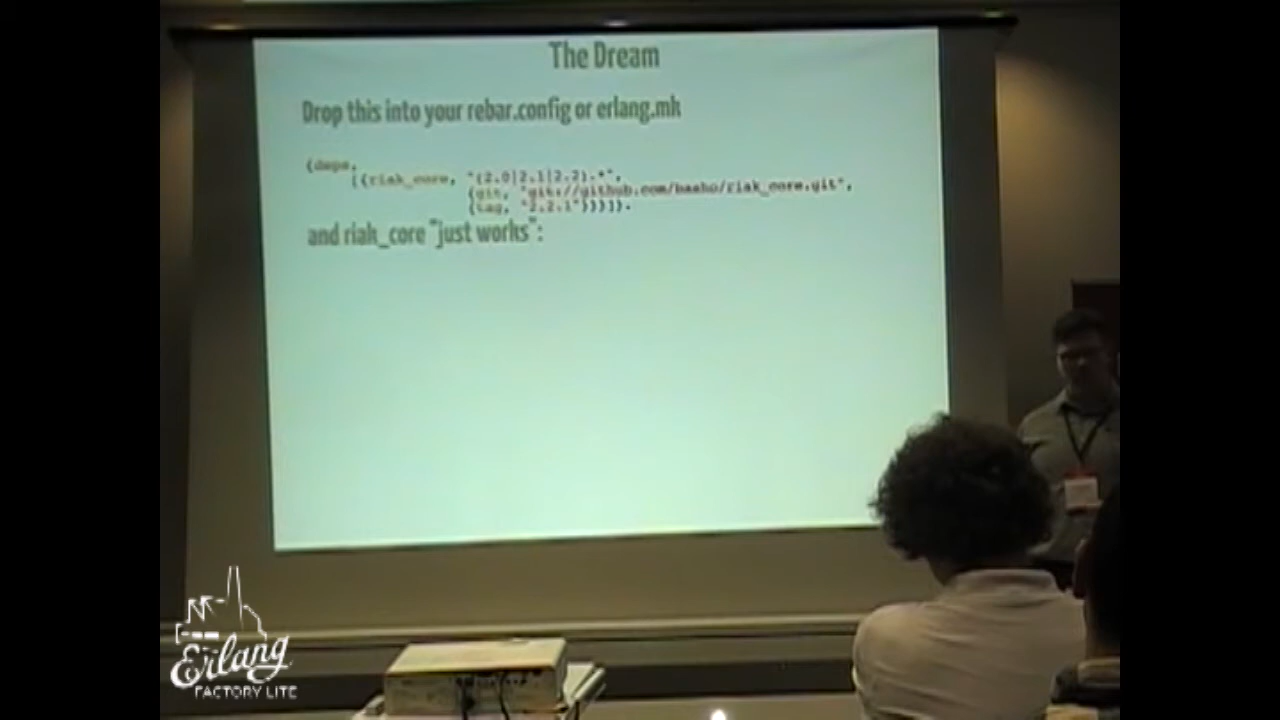 The Dream
Drop this into your rebar.config or erlang.mk
{deps,
[{riak_core, "(2.0|2.1|2.2).*",
{git, "git://github.com/basho/riak_core.git",
{tag, "2.2.1"}}}]}.
and riak_core "just works":
Erlang
FACTORY LITE